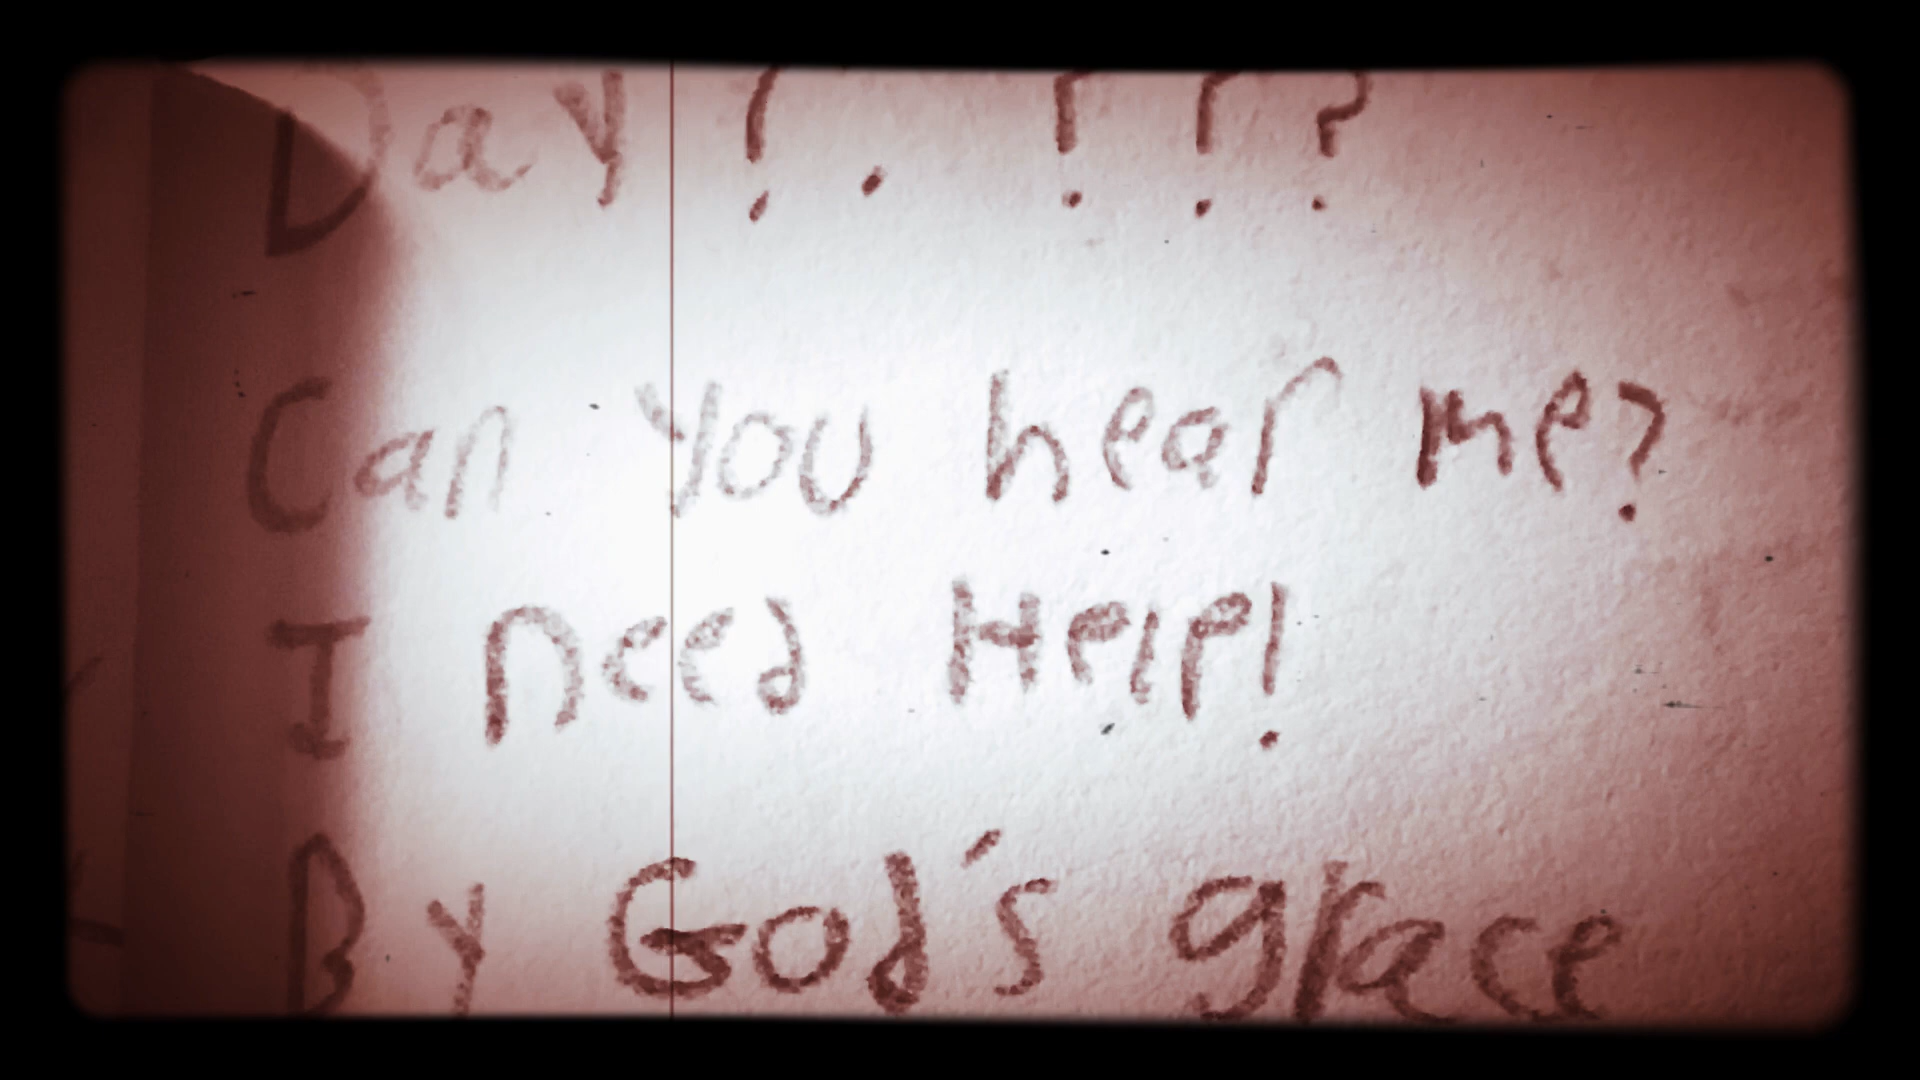 Day ? . ? ? ?
Can you hear me?
I need Help!
By God's grace